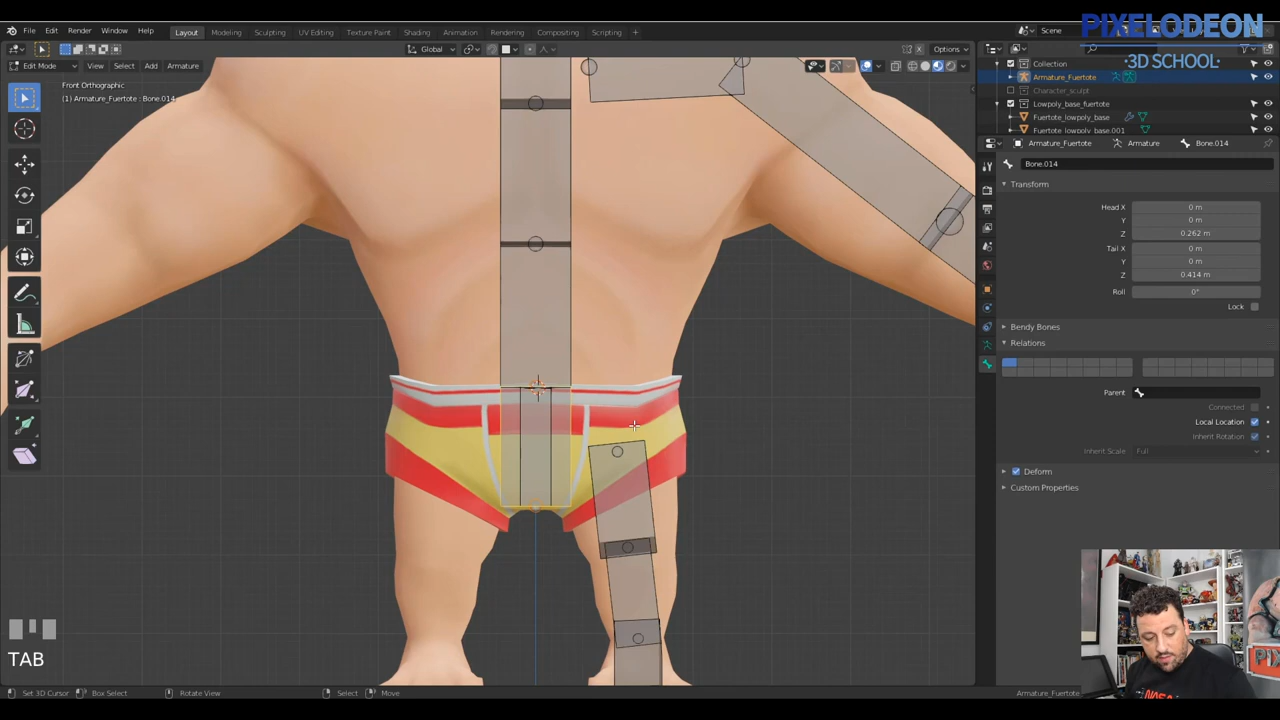 PIXELODEON
·3D SCHOOL·
File Edit Render Window Help Layout Modeling Sculpting UV Editing Texture Paint Shading Animation Rendering Compositing Scripting Scene
Global Options
Edit Mode View Select Add Armature
Front Orthographic
(1) Armature_Fuertote : Bone.014
Collection
Armature_Fuertote
Character_sculpt
Lowpoly_base_fuertote
Fuertote_lowpoly_base
Fuertote_lowpoly_base.001
Armature_Fuertote Armature Bone.014
Bone.014
Transform
Head X 0 m
Y 0 m
Z 0.262 m
Tail X 0 m
Y 0 m
Z 0.414 m
Roll 0°
Lock
Bendy Bones
Relations
Parent
Connected
Local Location
Inherit Rotation
Inherit Scale Full
Deform
Custom Properties
TAB
Set 3D Cursor Box Select Rotate View Select Move Armature_Fuertote